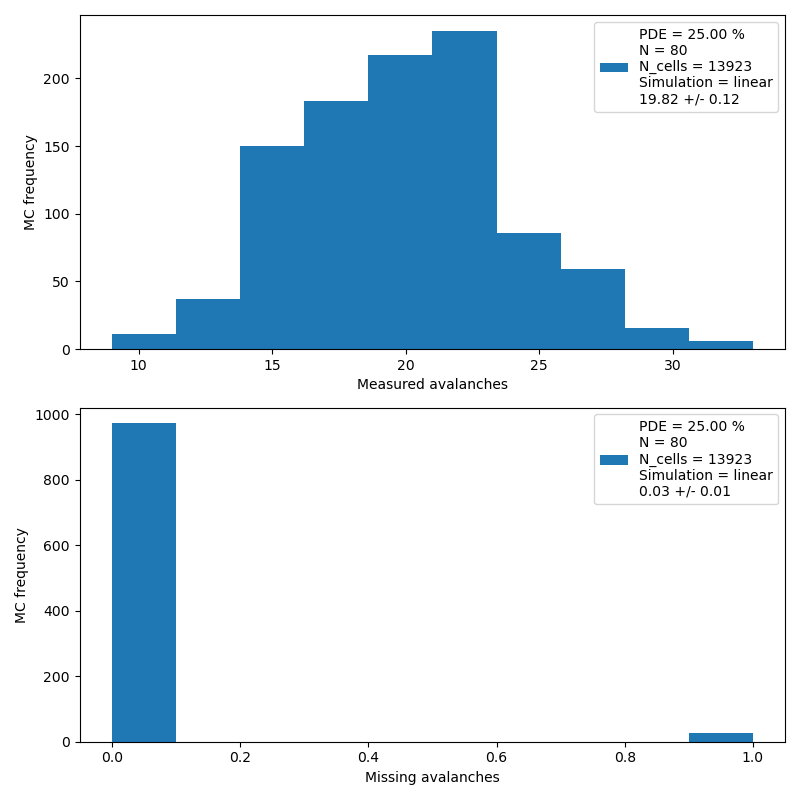 PDE = 25.00 %
N = 80
N_cells = 13923
Simulation = linear
19.82 +/- 0.12
MC frequency
200
150
100
50
0
10 15 20 25 30
Measured avalanches
PDE = 25.00 %
N = 80
N_cells = 13923
Simulation = linear
0.03 +/- 0.01
MC frequency
1000
800
600
400
200
0
0.0 0.2 0.4 0.6 0.8 1.0
Missing avalanches